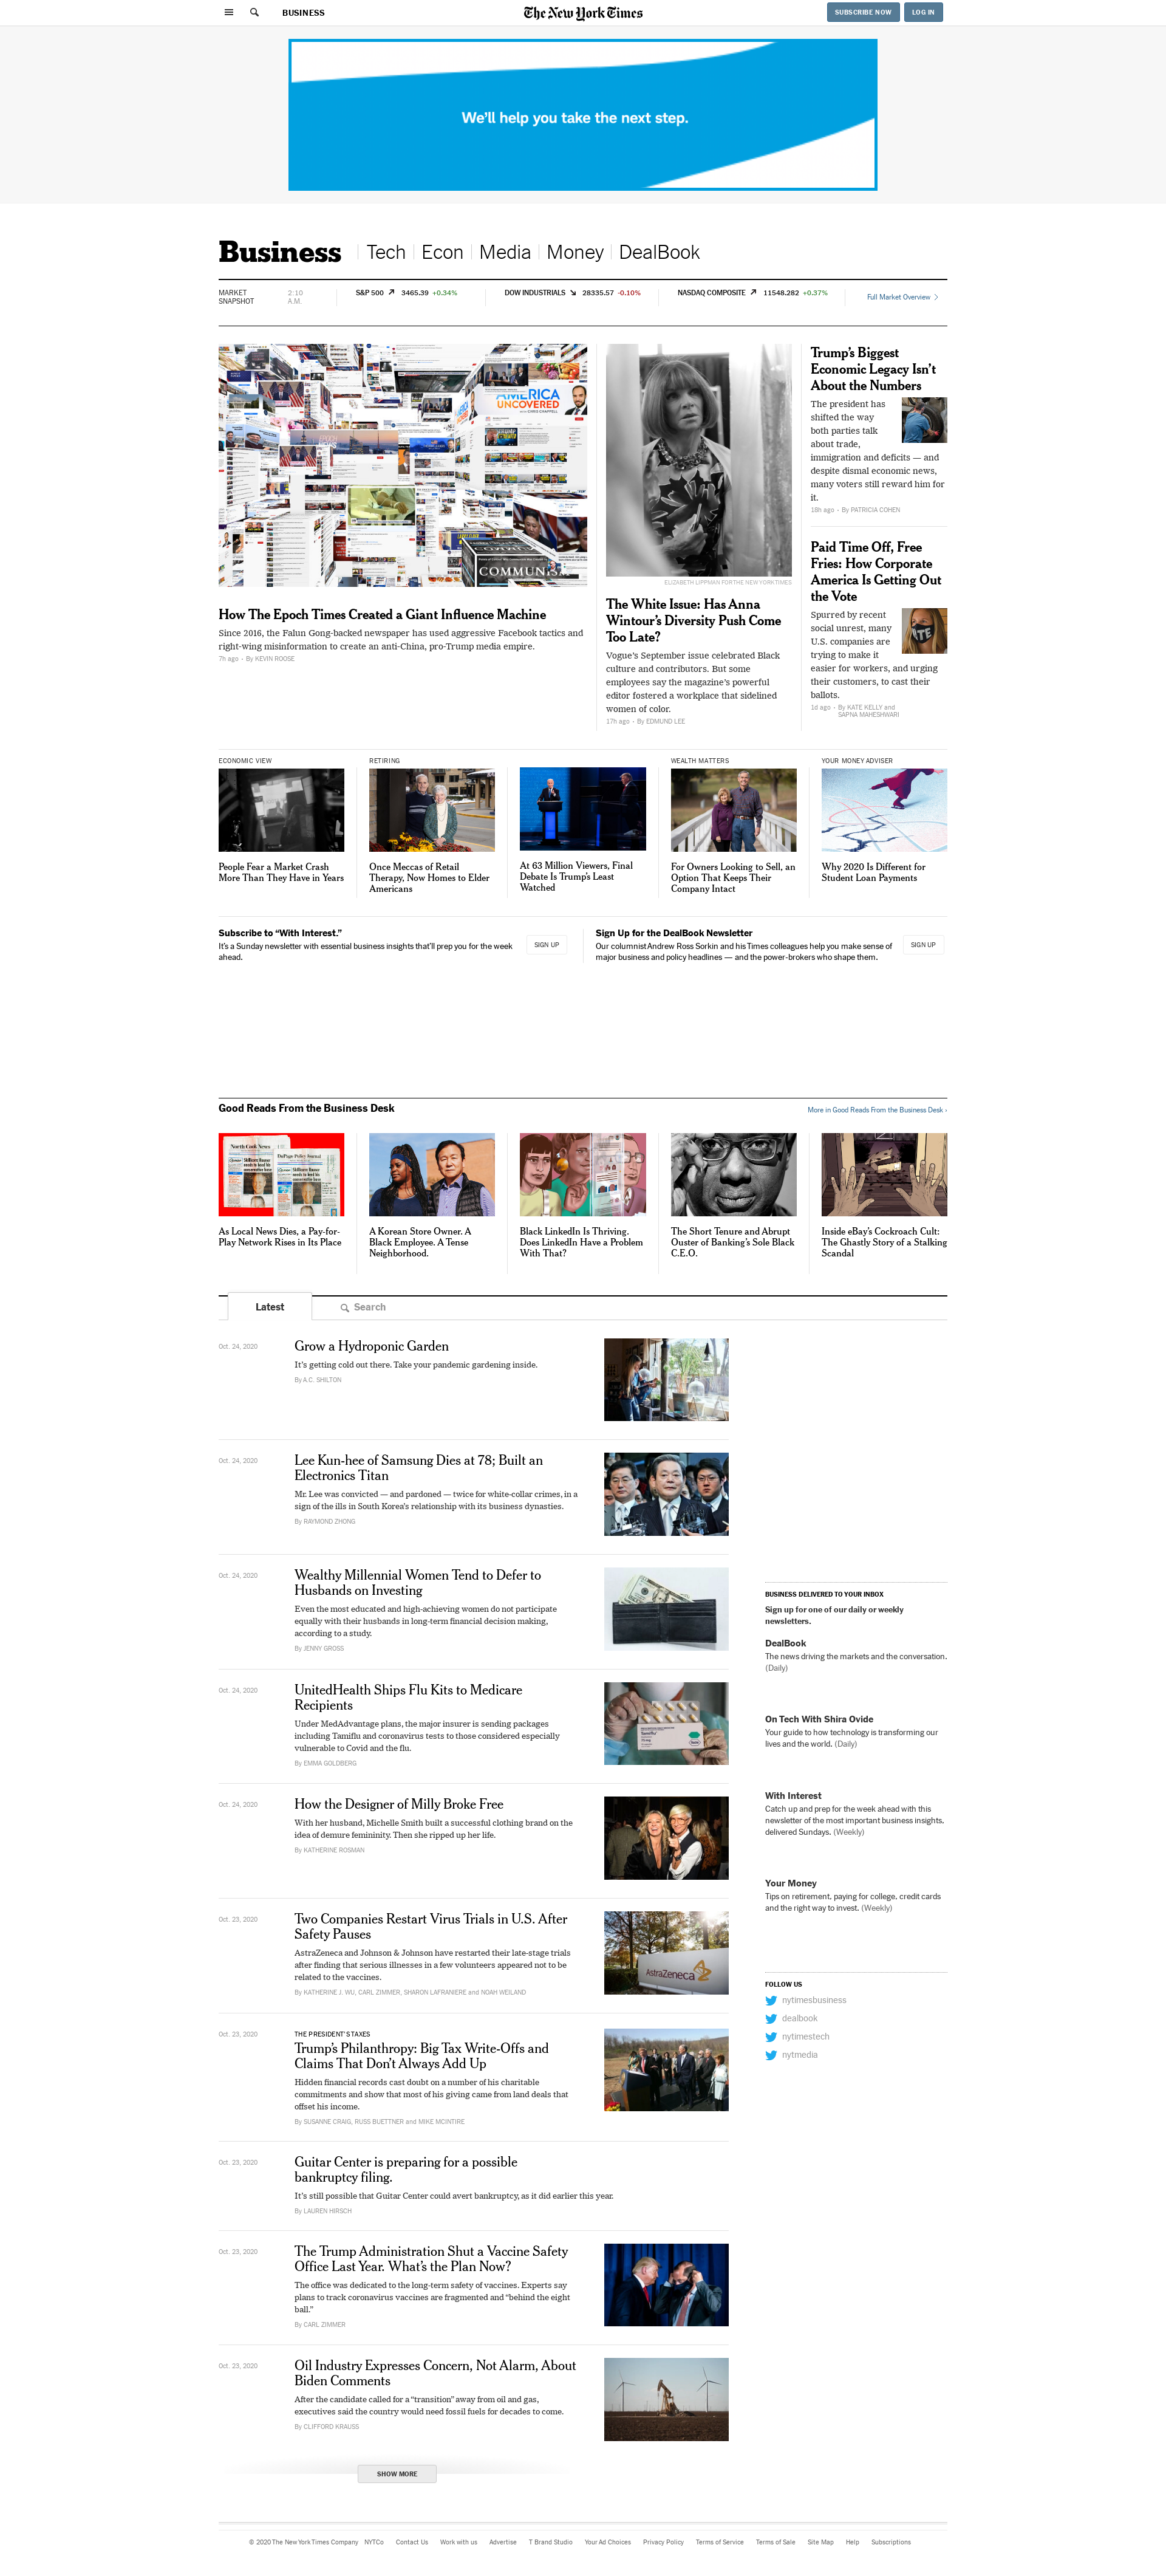 BUSINESS
The New York Times
SUBSCRIBE NOW
LOG IN
We'll help you take the next step.
Business
Tech
Econ
Media
Money
DealBook
MARKET
SNAPSHOT
2:10
A.M.
S&P 500
3465.39 +0.34%
DOW INDUSTRIALS
28335.57 -0.10%
NASDAQ COMPOSITE
11548.282 +0.37%
Full Market Overview
AMERICA
UNCOVERED
COMMUNISM
How The Epoch Times Created a Giant Influence Machine
Since 2016, the Falun Gong-backed newspaper has used aggressive Facebook tactics and
right-wing misinformation to create an anti-China, pro-Trump media empire.
7h ago • By KEVIN ROOSE
ELIZABETH LIPPMAN FOR THE NEW YORK TIMES
The White Issue: Has Anna
Wintour's Diversity Push Come
Too Late?
Vogue's September issue celebrated Black
culture and contributors. But some
employees say the magazine's powerful
editor fostered a workplace that sidelined
women of color.
17h ago • By EDMUND LEE
Trump's Biggest
Economic Legacy Isn't
About the Numbers
The president has
shifted the way
both parties talk
about trade,
immigration and deficits — and
despite dismal economic news,
many voters still reward him for
it.
18h ago • By PATRICIA COHEN
Paid Time Off, Free
Fries: How Corporate
America Is Getting Out
the Vote
Spurred by recent
social unrest, many
U.S. companies are
trying to make it
easier for workers, and urging
their customers, to cast their
ballots.
1d ago • By KATE KELLY and
SAPNA MAHESHWARI
ECONOMIC VIEW
People Fear a Market Crash
More Than They Have in Years
RETIRING
Once Meccas of Retail
Therapy, Now Homes to Elder
Americans
At 63 Million Viewers, Final
Debate Is Trump's Least
Watched
WEALTH MATTERS
For Owners Looking to Sell, an
Option That Keeps Their
Company Intact
YOUR MONEY ADVISER
Why 2020 Is Different for
Student Loan Payments
Subscribe to “With Interest.”
It's a Sunday newsletter with essential business insights that'll prep you for the week
ahead.
SIGN UP
Sign Up for the DealBook Newsletter
Our columnist Andrew Ross Sorkin and his Times colleagues help you make sense of
major business and policy headlines — and the power-brokers who shape them.
SIGN UP
Good Reads From the Business Desk
More in Good Reads From the Business Desk ›
North Cook News
DuPage Policy Journal
As Local News Dies, a Pay-for-
Play Network Rises in Its Place
A Korean Store Owner. A
Black Employee. A Tense
Neighborhood.
Black LinkedIn Is Thriving.
Does LinkedIn Have a Problem
With That?
The Short Tenure and Abrupt
Ouster of Banking's Sole Black
C.E.O.
Inside eBay's Cockroach Cult:
The Ghastly Story of a Stalking
Scandal
Latest
Search
Oct. 24, 2020
Grow a Hydroponic Garden
It's getting cold out there. Take your pandemic gardening inside.
By A.C. SHILTON
Oct. 24, 2020
Lee Kun-hee of Samsung Dies at 78; Built an
Electronics Titan
Mr. Lee was convicted — and pardoned — twice for white-collar crimes, in a
sign of the ills in South Korea's relationship with its business dynasties.
By RAYMOND ZHONG
Oct. 24, 2020
Wealthy Millennial Women Tend to Defer to
Husbands on Investing
Even the most educated and high-achieving women do not participate
equally with their husbands in long-term financial decision making,
according to a study.
By JENNY GROSS
Oct. 24, 2020
UnitedHealth Ships Flu Kits to Medicare
Recipients
Under MedAdvantage plans, the major insurer is sending packages
including Tamiflu and coronavirus tests to those considered especially
vulnerable to Covid and the flu.
By EMMA GOLDBERG
Tamiflu
Oct. 24, 2020
How the Designer of Milly Broke Free
With her husband, Michelle Smith built a successful clothing brand on the
idea of demure femininity. Then she ripped up her life.
By KATHERINE ROSMAN
Oct. 23, 2020
Two Companies Restart Virus Trials in U.S. After
Safety Pauses
AstraZeneca and Johnson & Johnson have restarted their late-stage trials
after finding that serious illnesses in a few volunteers appeared not to be
related to the vaccines.
By KATHERINE J. WU, CARL ZIMMER, SHARON LAFRANIERE and NOAH WEILAND
AstraZeneca
Oct. 23, 2020
THE PRESIDENT'S TAXES
Trump's Philanthropy: Big Tax Write-Offs and
Claims That Don't Always Add Up
Hidden financial records cast doubt on a number of his charitable
commitments and show that most of his giving came from land deals that
offset his income.
By SUSANNE CRAIG, RUSS BUETTNER and MIKE MCINTIRE
Oct. 23, 2020
Guitar Center is preparing for a possible
bankruptcy filing.
It's still possible that Guitar Center could avert bankruptcy, as it did earlier this year.
By LAUREN HIRSCH
Oct. 23, 2020
The Trump Administration Shut a Vaccine Safety
Office Last Year. What's the Plan Now?
The office was dedicated to the long-term safety of vaccines. Experts say
plans to track coronavirus vaccines are fragmented and “behind the eight
ball.”
By CARL ZIMMER
Oct. 23, 2020
Oil Industry Expresses Concern, Not Alarm, About
Biden Comments
After the candidate called for a “transition” away from oil and gas,
executives said the country would need fossil fuels for decades to come.
By CLIFFORD KRAUSS
SHOW MORE
BUSINESS DELIVERED TO YOUR INBOX
Sign up for one of our daily or weekly
newsletters.
DealBook
The news driving the markets and the conversation.
(Daily)
On Tech With Shira Ovide
Your guide to how technology is transforming our
lives and the world. (Daily)
With Interest
Catch up and prep for the week ahead with this
newsletter of the most important business insights,
delivered Sundays. (Weekly)
Your Money
Tips on retirement, paying for college, credit cards
and the right way to invest. (Weekly)
FOLLOW US
nytimesbusiness
dealbook
nytimestech
nytmedia
© 2020 The New York Times Company
NYTCo
Contact Us
Work with us
Advertise
T Brand Studio
Your Ad Choices
Privacy Policy
Terms of Service
Terms of Sale
Site Map
Help
Subscriptions